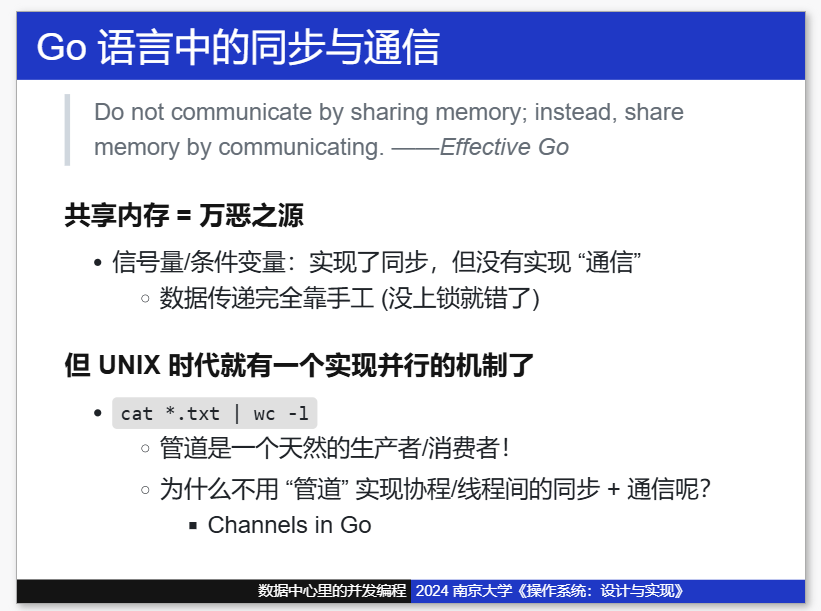 Go 语言中的同步与通信
Do not communicate by sharing memory; instead, share
memory by communicating. ——Effective Go
共享内存 = 万恶之源
• 信号量/条件变量：实现了同步，但没有实现 “通信”
◦ 数据传递完全靠手工 (没上锁就错了)
但 UNIX 时代就有一个实现并行的机制了
• cat *.txt | wc -l
◦ 管道是一个天然的生产者/消费者！
◦ 为什么不用 “管道” 实现协程/线程间的同步 + 通信呢？
▪ Channels in Go
数据中心里的并发编程 2024 南京大学《操作系统：设计与实现》